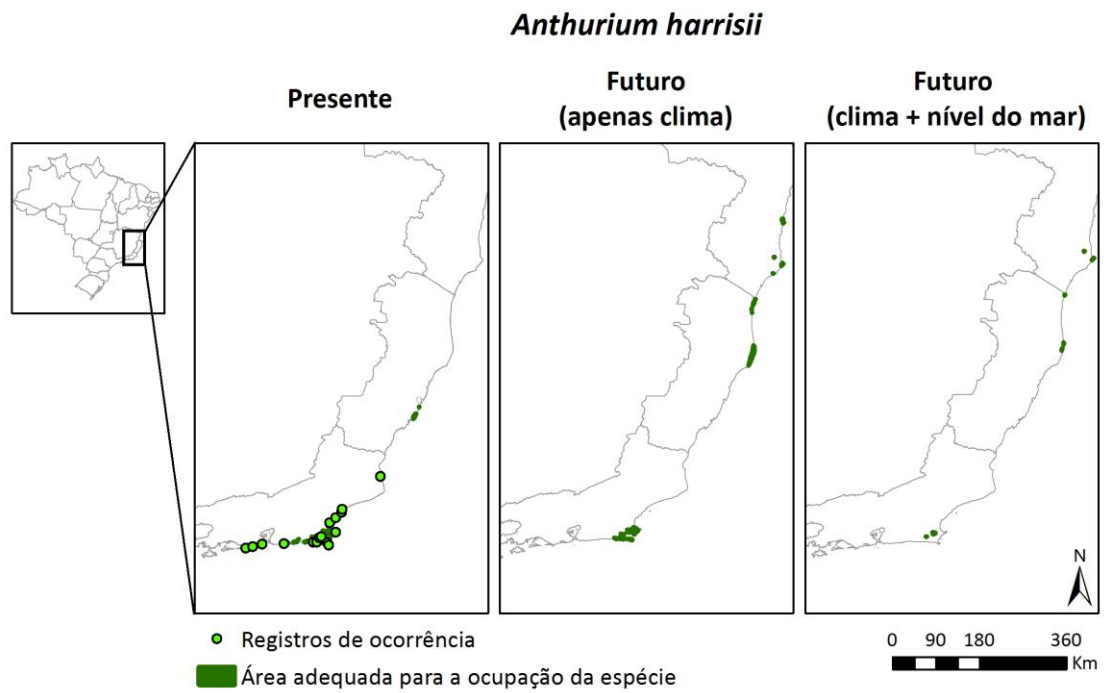 Anthurium harrisii
Presente
Futuro
(apenas clima)
Futuro
(clima + nível do mar)
N
Registros de ocorrência
Área adequada para a ocupação da espécie
0 90 180 360
Km